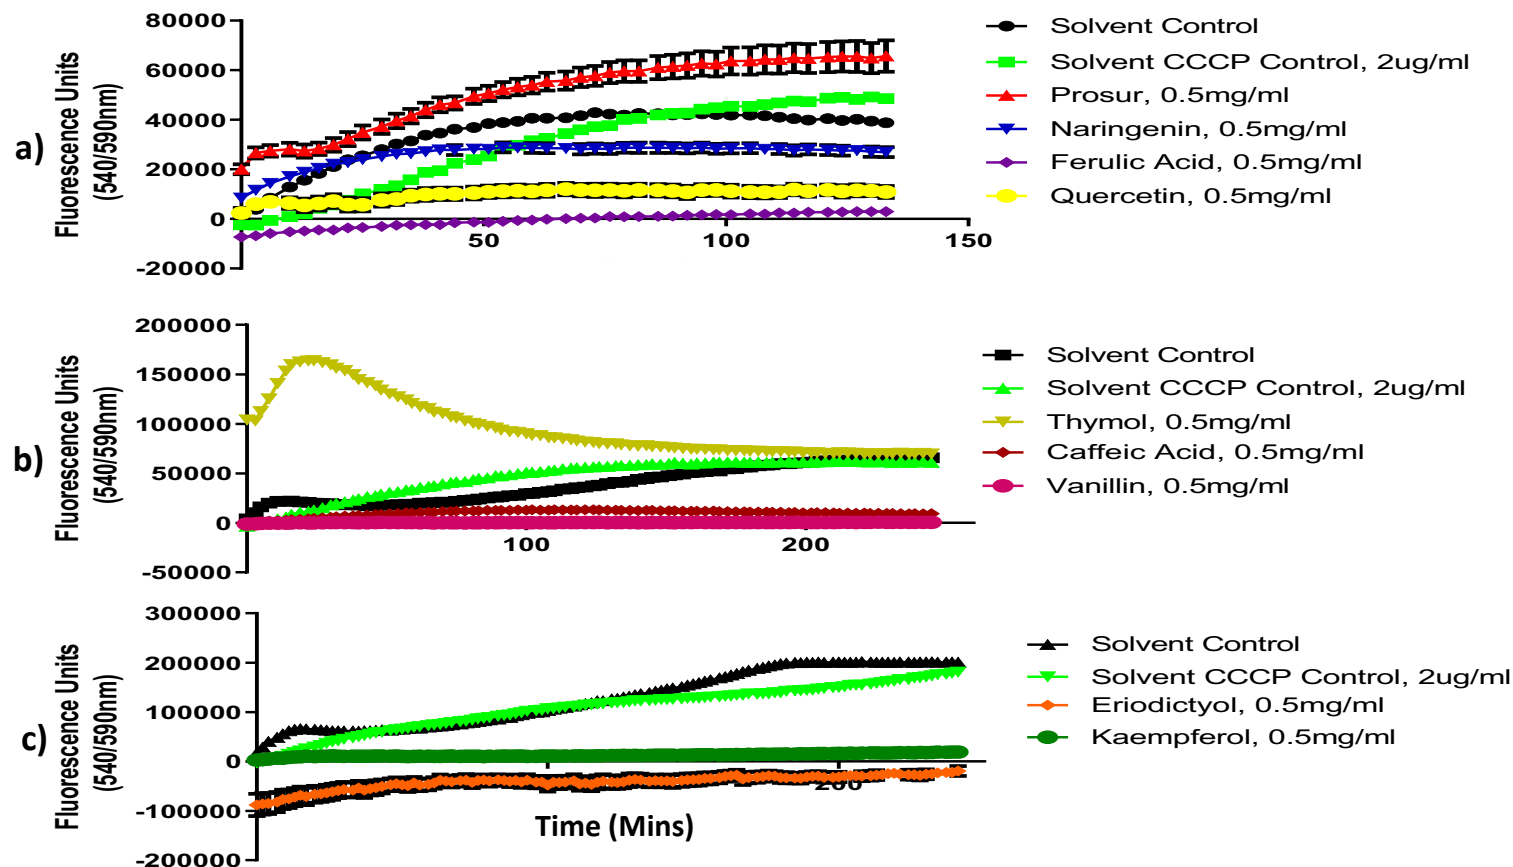 a)
Fluorescence Units
(540/590nm)
80000
60000
40000
20000
0
-20000
50
100
150
Solvent Control
Solvent CCCP Control, 2ug/ml
Prosur, 0.5mg/ml
Naringenin, 0.5mg/ml
Ferulic Acid, 0.5mg/ml
Quercetin, 0.5mg/ml
b)
Fluorescence Units
(540/590nm)
200000
150000
100000
50000
0
-50000
100
200
Solvent Control
Solvent CCCP Control, 2ug/ml
Thymol, 0.5mg/ml
Caffeic Acid, 0.5mg/ml
Vanillin, 0.5mg/ml
c)
Fluorescence Units
(540/590nm)
300000
200000
100000
0
-100000
-200000
200
Time (Mins)
Solvent Control
Solvent CCCP Control, 2ug/ml
Eriodictyol, 0.5mg/ml
Kaempferol, 0.5mg/ml